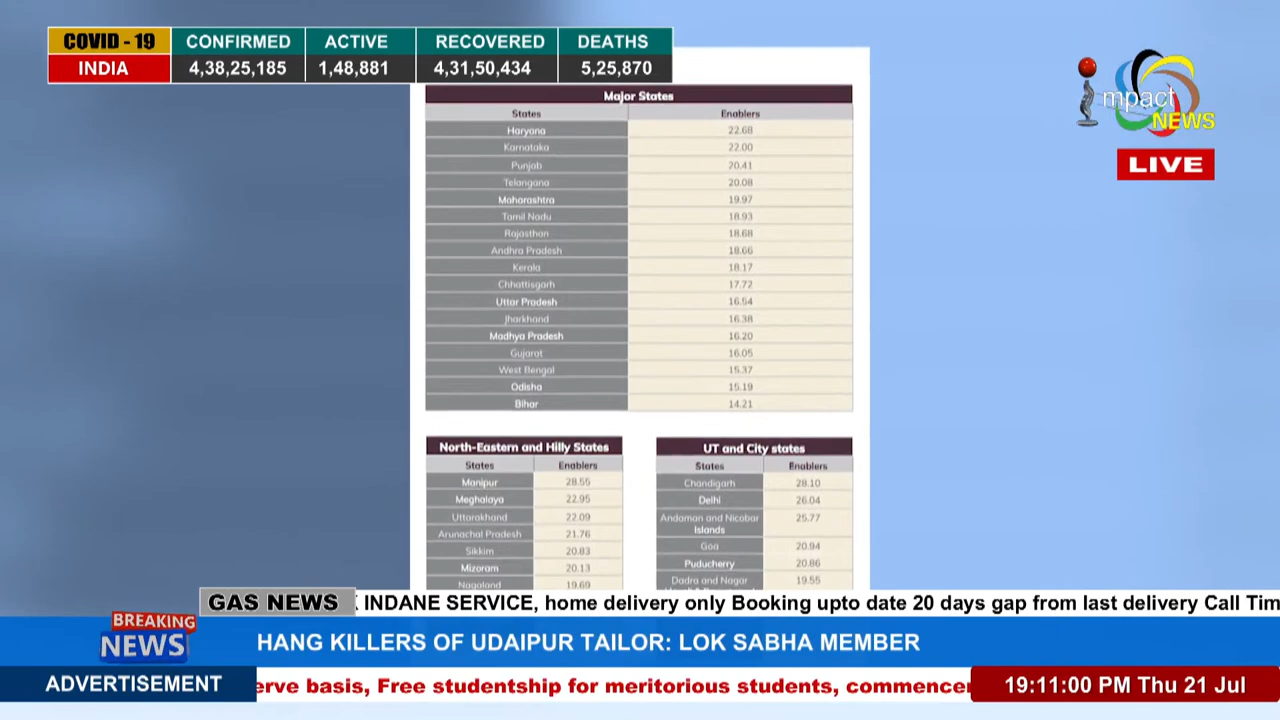 COVID - 19 CONFIRMED ACTIVE RECOVERED DEATHS
INDIA 4,38,25,185 1,48,881 4,31,50,434 5,25,870
impact
NEWS
LIVE
Major States
States Enablers
Haryana 22.68
Karnataka 22.00
Punjab 20.41
Telangana 20.08
Maharashtra 19.97
Tamil Nadu 18.93
Rajasthan 18.68
Andhra Pradesh 18.66
Kerala 18.17
Chhattisgarh 17.72
Uttar Pradesh 16.54
Jharkhand 16.38
Madhya Pradesh 16.20
Gujarat 16.05
West Bengal 15.37
Odisha 15.19
Bihar 14.21
North-Eastern and Hilly States
States Enablers
Manipur 28.55
Meghalaya 22.95
Uttarakhand 22.09
Arunachal Pradesh 21.76
Sikkim 20.83
Mizoram 20.13
Nagaland 19.69
UT and City states
States Enablers
Chandigarh 28.10
Delhi 26.04
Andaman and Nicobar 25.77
Islands
Goa 20.94
Puducherry 20.86
Dadra and Nagar 19.55
GAS NEWS INDANE SERVICE, home delivery only Booking upto date 20 days gap from last delivery Call Tim
BREAKING
NEWS
HANG KILLERS OF UDAIPUR TAILOR: LOK SABHA MEMBER
ADVERTISEMENT erve basis, Free studentship for meritorious students, commencer 19:11:00 PM Thu 21 Jul